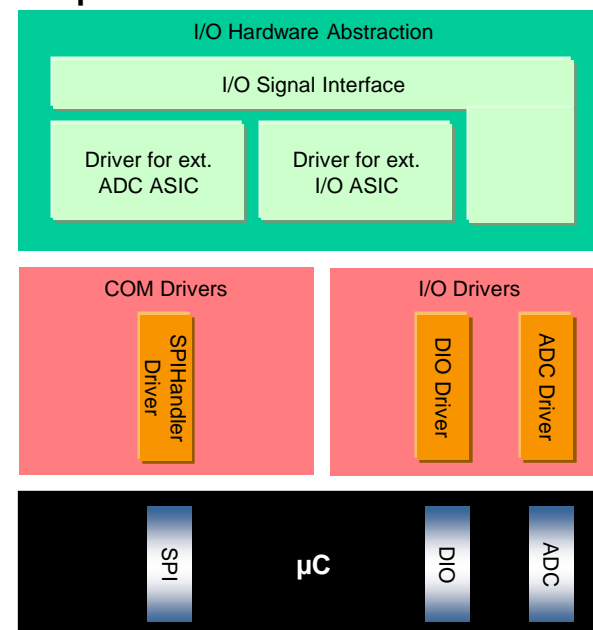 I/O Hardware Abstraction
I/O Signal Interface
Driver for ext.
ADC ASIC
Driver for ext.
I/O ASIC
COM Drivers
I/O Drivers
SPIHandler
Driver
DIO Driver
ADC Driver
SPI
µC
DIO
ADC